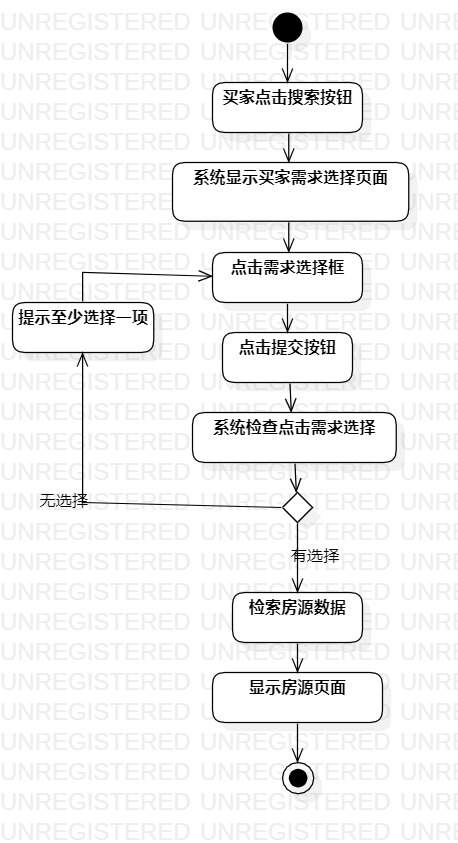 买家点击搜索按钮
系统显示买家需求选择页面
点击需求选择框
提示至少选择一项
点击提交按钮
系统检查点击需求选择
无选择
有选择
检索房源数据
显示房源页面
UNREGISTERED